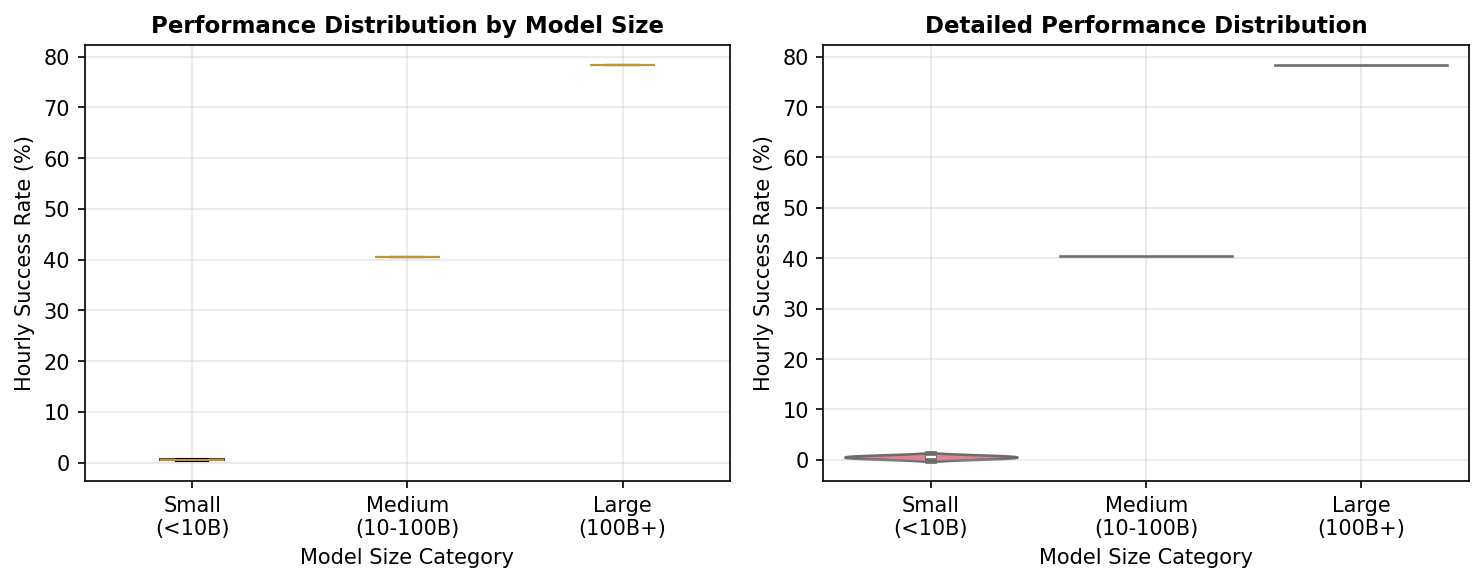 Performance Distribution by Model Size
Hourly Success Rate (%)
80
70
60
50
40
30
20
10
0
Small
(<10B)
Medium
(10-100B)
Large
(100B+)
Model Size Category
Detailed Performance Distribution
Hourly Success Rate (%)
80
70
60
50
40
30
20
10
0
Small
(<10B)
Medium
(10-100B)
Large
(100B+)
Model Size Category